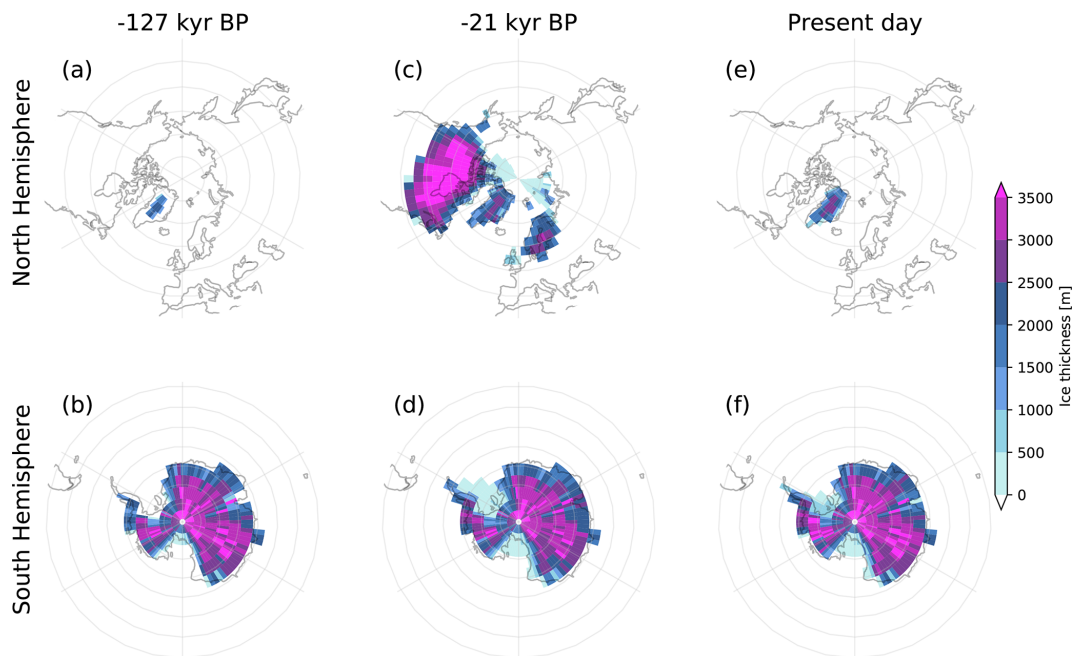 -127 kyr BP
-21 kyr BP
Present day
North Hemisphere
(a)
(c)
(e)
3500
3000
2500
2000
1500
1000
500
0
Ice thickness [m]
South Hemisphere
(b)
(d)
(f)